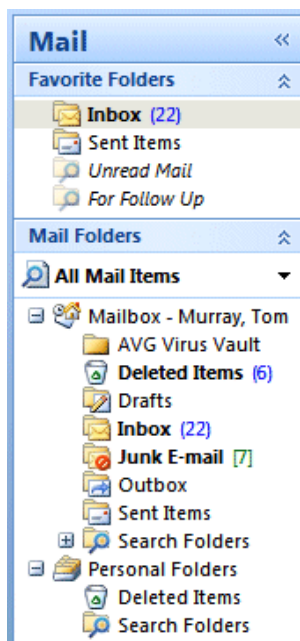 Mail
Favorite Folders
Inbox (22)
Sent Items
Unread Mail
For Follow Up
Mail Folders
All Mail Items
Mailbox - Murray, Tom
AVG Virus Vault
Deleted Items (6)
Drafts
Inbox (22)
Junk E-mail [7]
Outbox
Sent Items
Search Folders
Personal Folders
Deleted Items
Search Folders